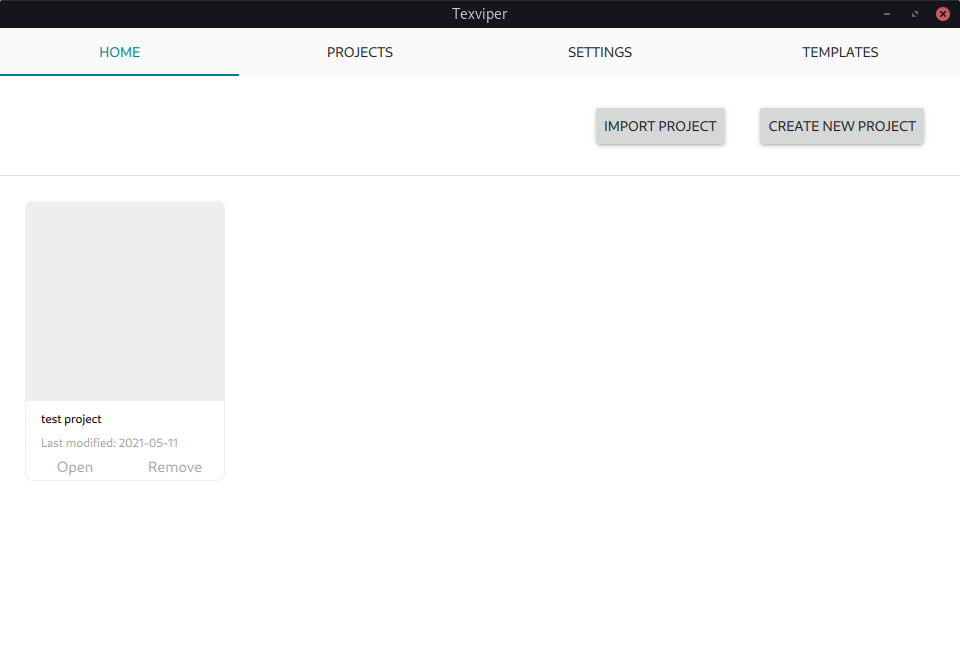 Texviper
HOME PROJECTS SETTINGS TEMPLATES
IMPORT PROJECT CREATE NEW PROJECT
test project
Last modified: 2021-05-11
Open Remove